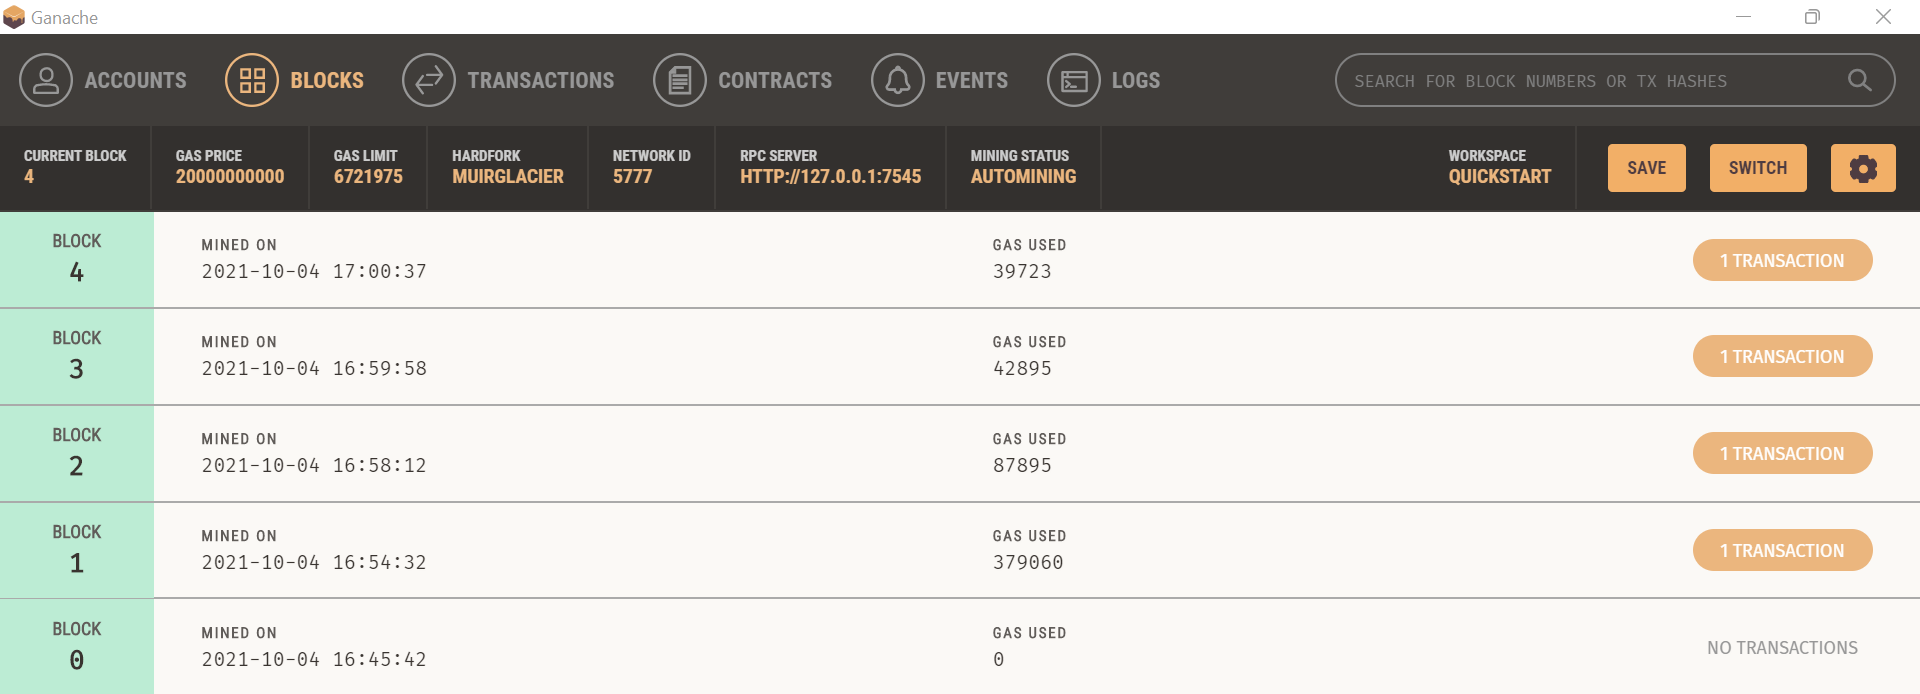 Ganache
ACCOUNTS BLOCKS TRANSACTIONS CONTRACTS EVENTS LOGS SEARCH FOR BLOCK NUMBERS OR TX HASHES
CURRENT BLOCK GAS PRICE GAS LIMIT HARDFORK NETWORK ID RPC SERVER MINING STATUS WORKSPACE
4 20000000000 6721975 MUIRGLACIER 5777 HTTP://127.0.0.1:7545 AUTOMINING QUICKSTART SAVE SWITCH
BLOCK MINED ON GAS USED
4 2021-10-04 17:00:37 39723 1 TRANSACTION
BLOCK MINED ON GAS USED
3 2021-10-04 16:59:58 42895 1 TRANSACTION
BLOCK MINED ON GAS USED
2 2021-10-04 16:58:12 87895 1 TRANSACTION
BLOCK MINED ON GAS USED
1 2021-10-04 16:54:32 379060 1 TRANSACTION
BLOCK MINED ON GAS USED
0 2021-10-04 16:45:42 0 NO TRANSACTIONS